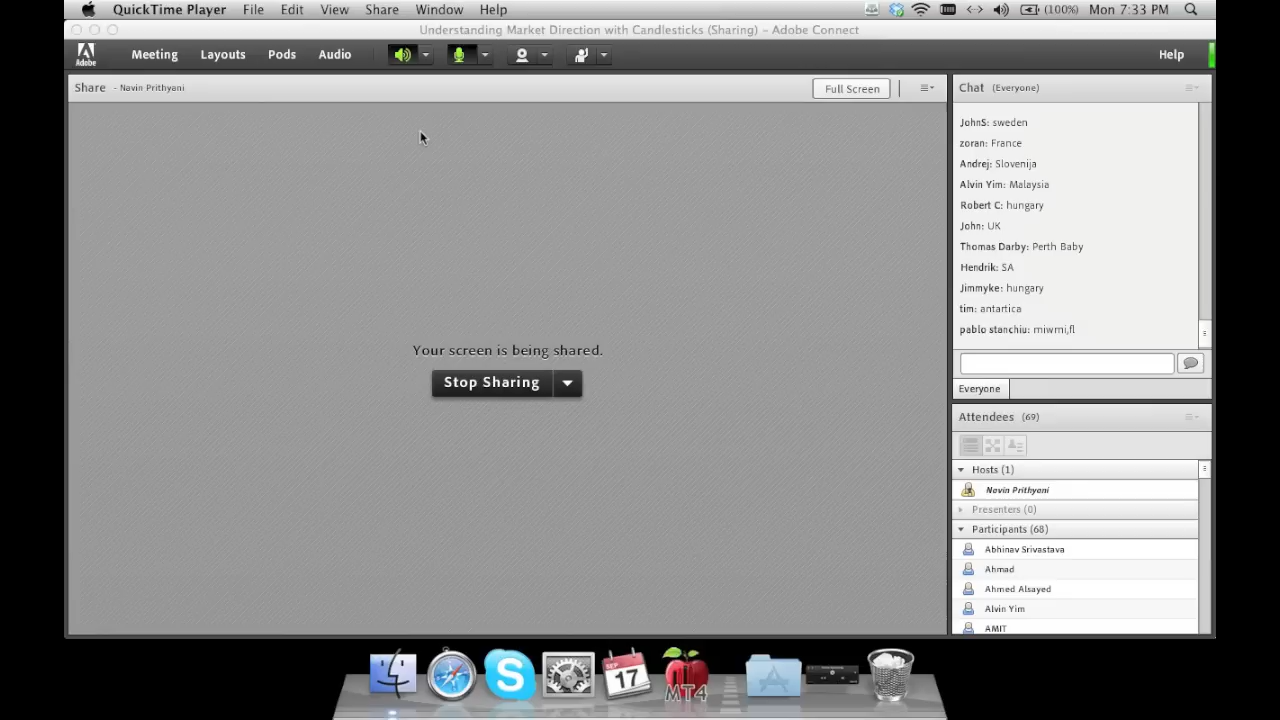 QuickTime Player File Edit View Share Window Help (100%) Mon 7:33 PM
Understanding Market Direction with Candlesticks (Sharing) – Adobe Connect
Adobe Meeting Layouts Pods Audio Help
Share - Navin Prithyani Full Screen
Your screen is being shared.
Stop Sharing
Chat (Everyone)
JohnS: sweden
zoran: France
Andrej: Slovenija
Alvin Yim: Malaysia
Robert C: hungary
John: UK
Thomas Darby: Perth Baby
Hendrik: SA
Jimmyke: hungary
tim: antartica
pablo stanchiu: miwmi,fl
Everyone
Attendees (69)
Hosts (1)
Navin Prithyani
Presenters (0)
Participants (68)
Abhinav Srivastava
Ahmad
Ahmed Alsayed
Alvin Yim
AMIT
S
SEP
17
MT4